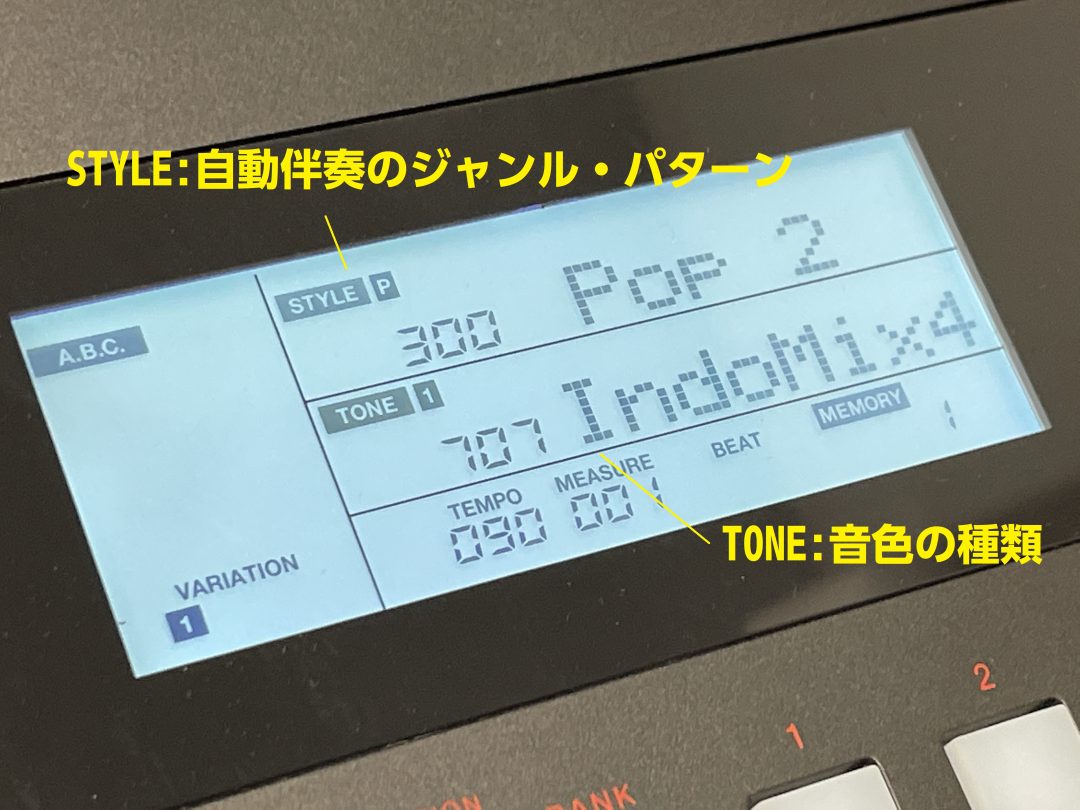 STYLE:自動伴奏のジャンル・パターン
STYLE P
300 Pop 2
A.B.C.
TONE 1
707 IndoMix4
TEMPO MEASURE BEAT MEMORY
090 001 1
VARIATION
1
TONE:音色の種類
1 2
BANK